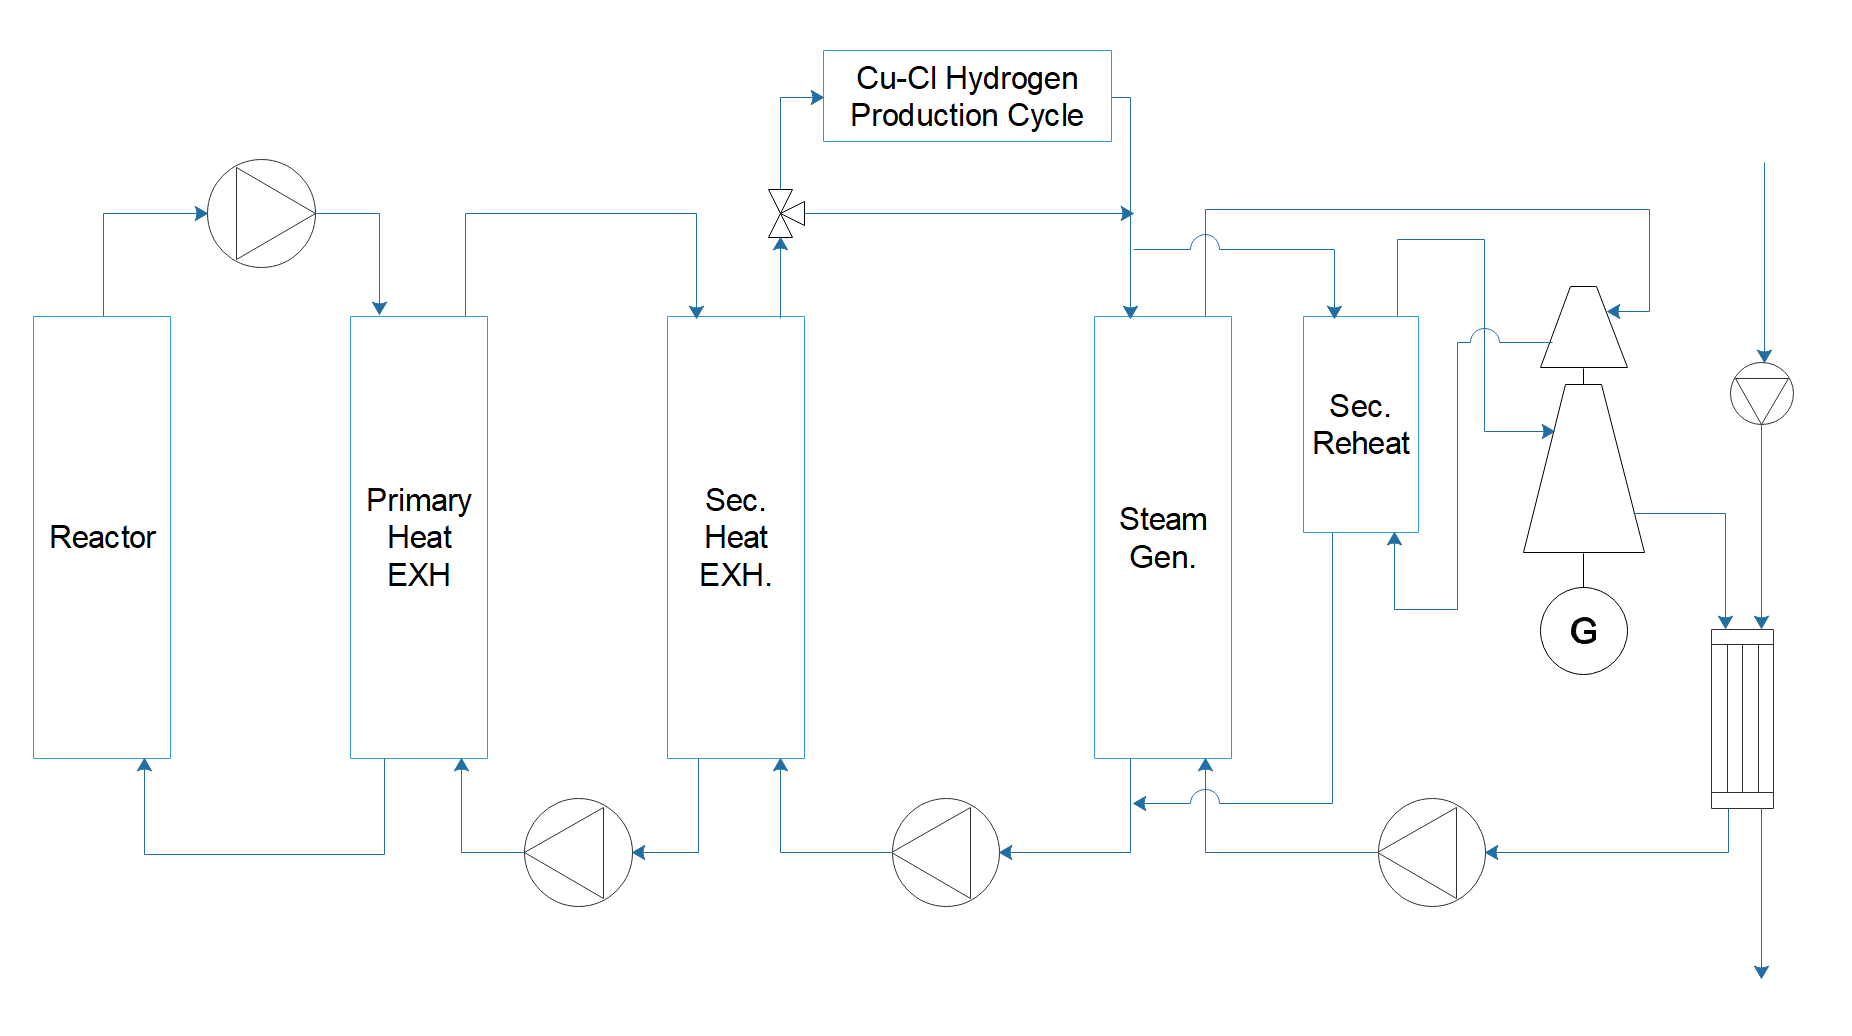 Cu-Cl Hydrogen
Production Cycle
Reactor
Primary
Heat
EXH
Sec.
Heat
EXH.
Steam
Gen.
Sec.
Reheat
G